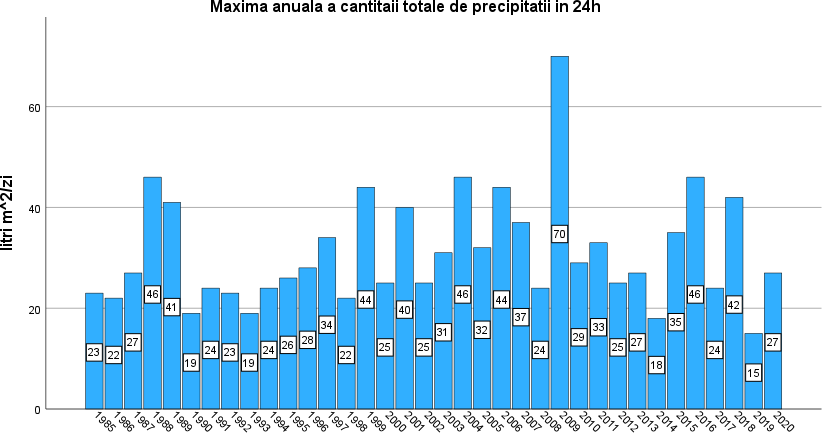 Maxima anuala a cantitaii totale de precipitatii in 24h
litri m^2/zi
60
40
20
0
23 22 27 46 41 19 24 23 19 24 26 28 34 22 44 25 40 25 31 46 32 44 37 24 70 29 33 25 27 18 35 46 24 42 15 27
1985 1986 1987 1988 1989 1990 1991 1992 1993 1994 1995 1996 1997 1998 1999 2000 2001 2002 2003 2004 2005 2006 2007 2008 2009 2010 2011 2012 2013 2014 2015 2016 2017 2018 2019 2020